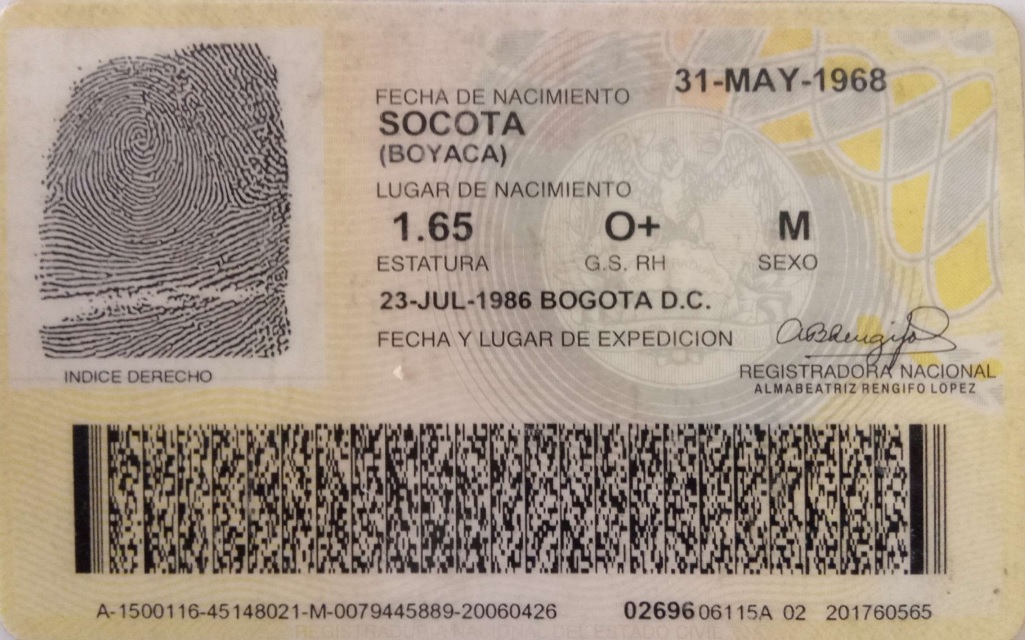 31-MAY-1968
FECHA DE NACIMIENTO
SOCOTA
(BOYACA)
LUGAR DE NACIMIENTO
1.65 O+ M
ESTATURA G.S. RH SEXO
23-JUL-1986 BOGOTA D.C.
FECHA Y LUGAR DE EXPEDICION
REGISTRADORA NACIONAL
ALMABEATRIZ RENGIFO LOPEZ
INDICE DERECHO
A-1500116-45148021-M-0079445889-20060426 02696 06115A 02 201760565